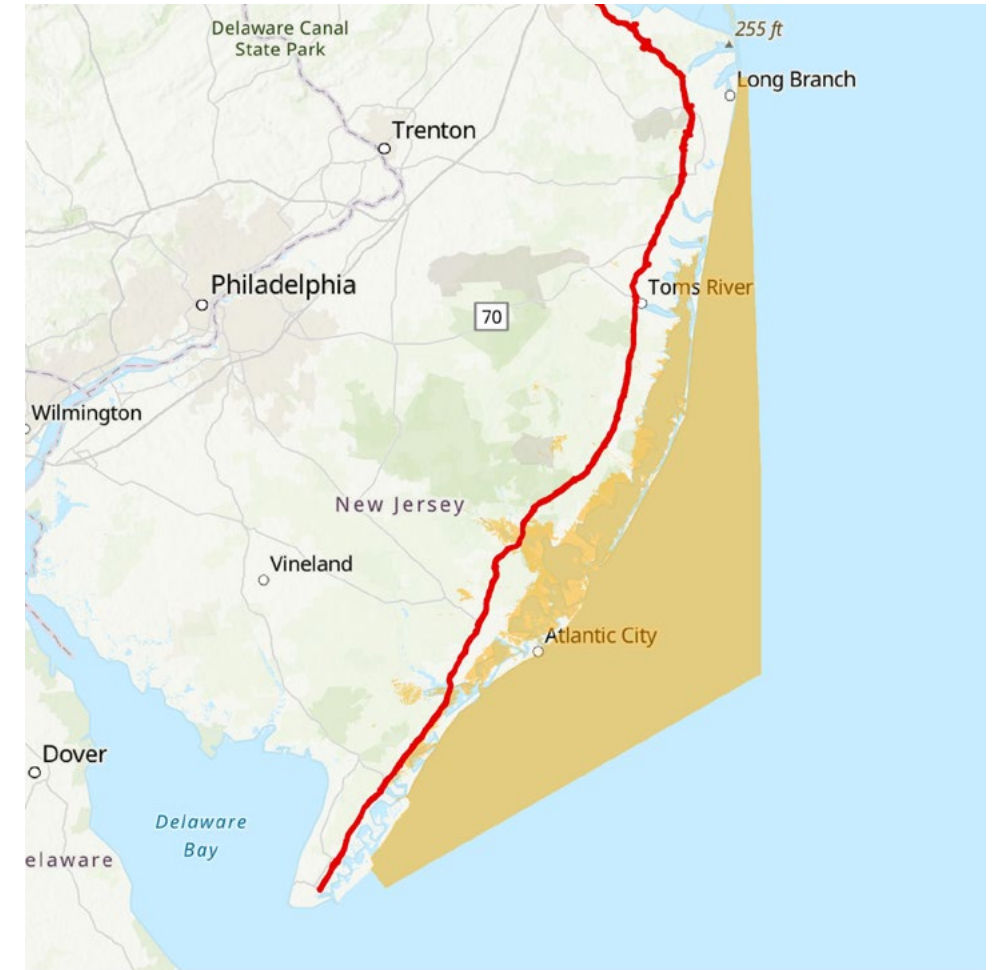 Delaware Canal
State Park
255 ft
Long Branch
Trenton
Philadelphia
Toms River
70
Wilmington
New Jersey
Vineland
Atlantic City
Dover
Delaware
Bay
elaware